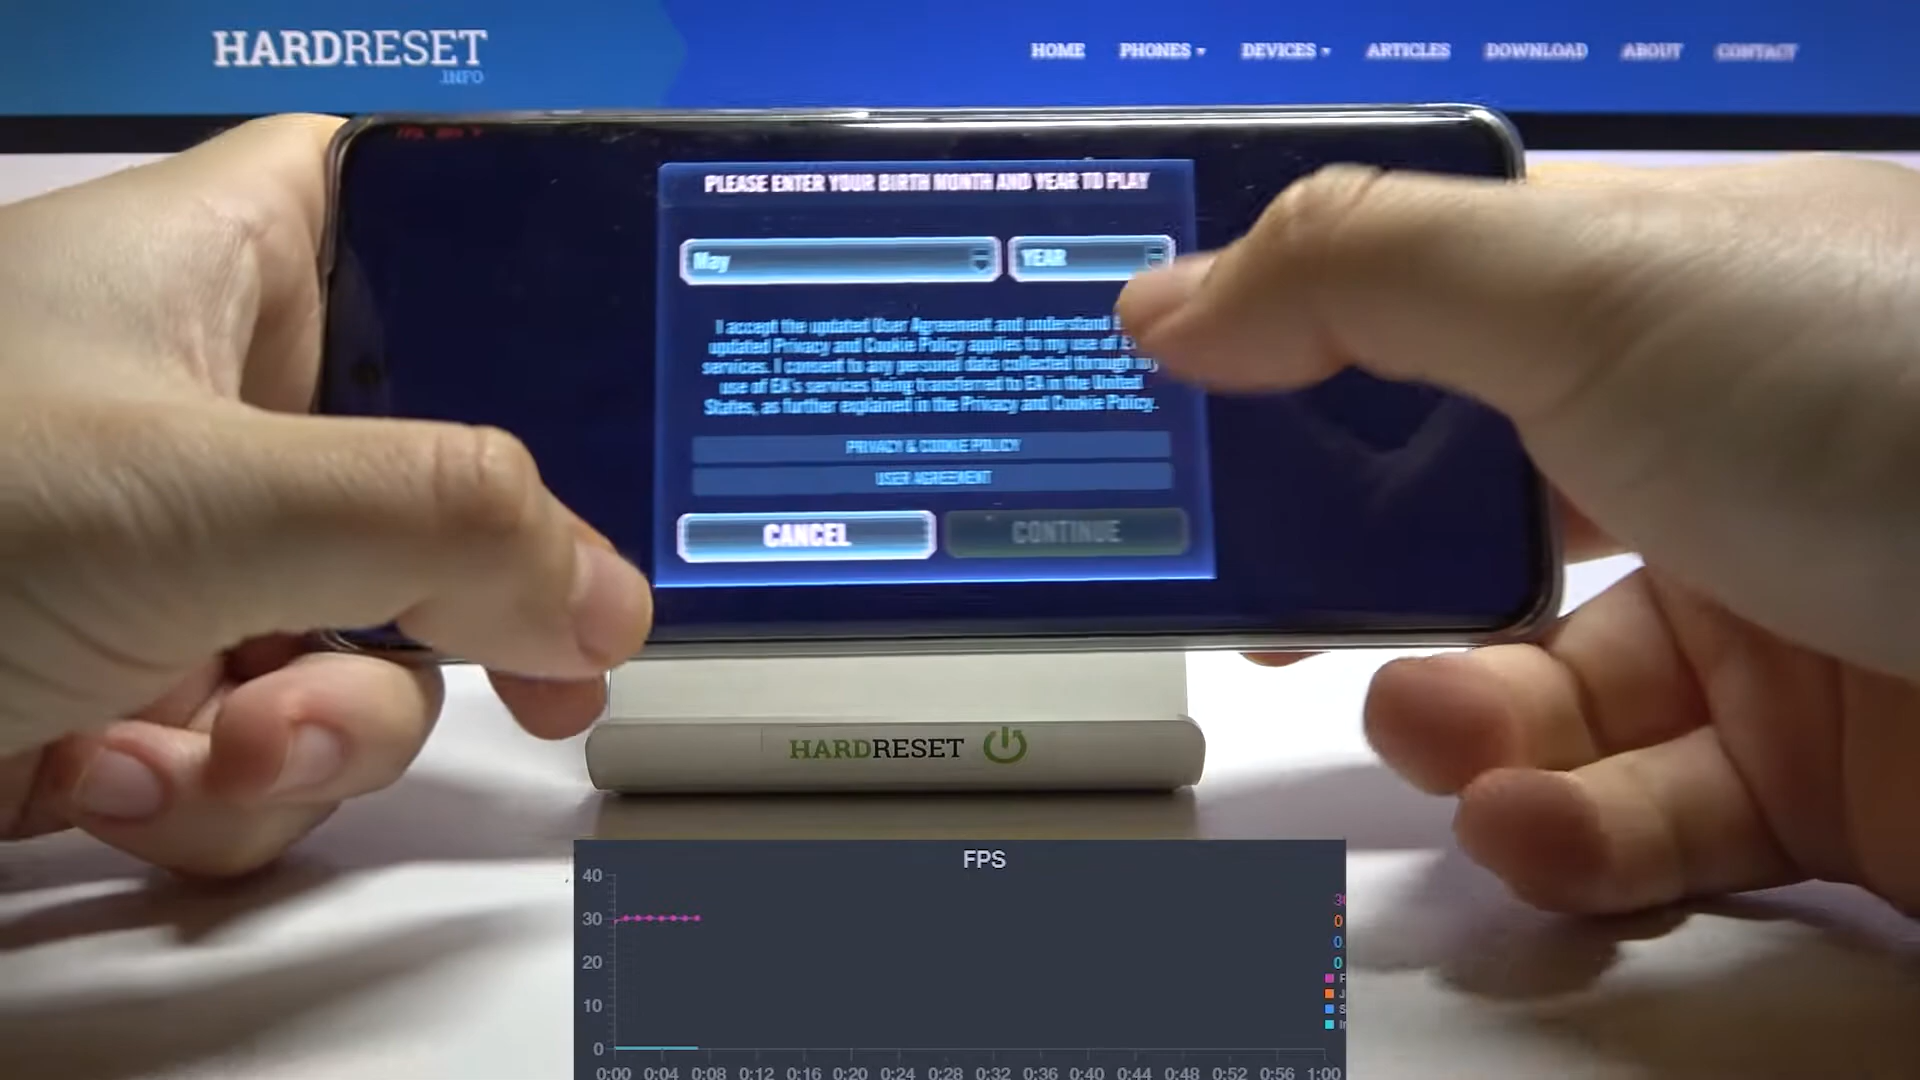 HARDRESET
.INFO
HOME PHONES DEVICES ARTICLES DOWNLOAD ABOUT CONTACT
PLEASE ENTER YOUR BIRTH MONTH AND YEAR TO PLAY
May YEAR
I accept the updated User Agreement and understand
updated Privacy and Cookie Policy applies to my use of
services. I consent to any personal data collected through
use of EA's services being transferred to EA in the United
States, as further explained in the Privacy and Cookie Policy.
PRIVACY & COOKIE POLICY
USER AGREEMENT
CANCEL CONTINUE
HARDRESET
FPS
40
30
20
10
0
0
0
0
F
J
S
0:00 0:04 0:08 0:12 0:16 0:20 0:24 0:28 0:32 0:36 0:40 0:44 0:48 0:52 0:56 1:00